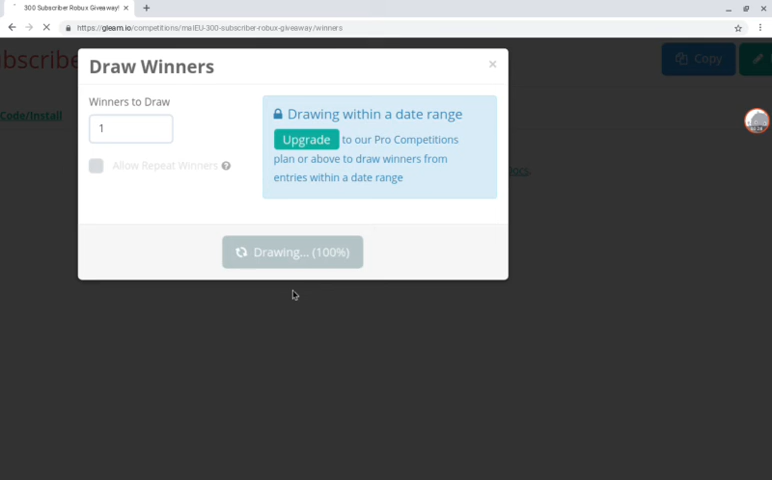 300 Subscriber Robux Giveaway!
https://gleam.io/competitions/maIEU-300-subscriber-robux-giveaway/winners
Copy
Code/Install
Draw Winners
Winners to Draw
1
Allow Repeat Winners
Drawing within a date range
Upgrade to our Pro Competitions
plan or above to draw winners from
entries within a date range
Drawing... (100%)